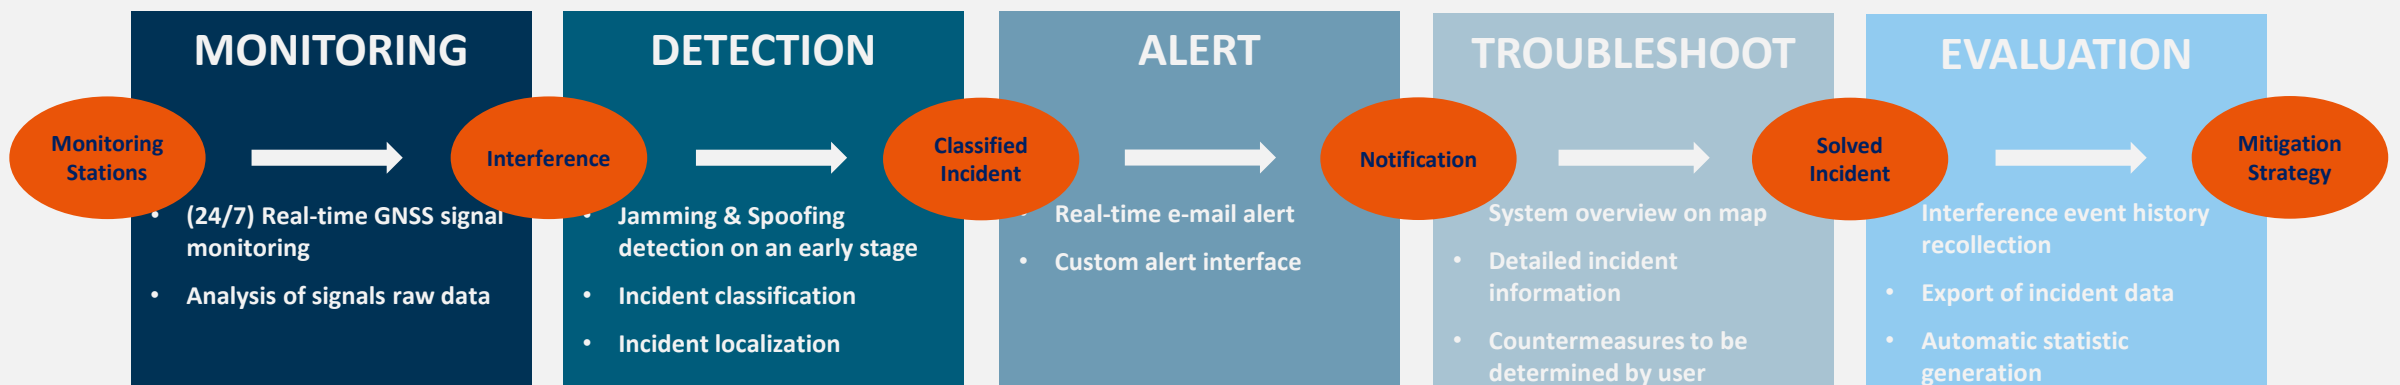 MONITORING
Monitoring
Stations
• (24/7) Real-time GNSS signal
monitoring
• Analysis of signals raw data
DETECTION
Interference
• Jamming & Spoofing
detection on an early stage
• Incident classification
• Incident localization
ALERT
Classified
Incident
• Real-time e-mail alert
• Custom alert interface
TROUBLESHOOT
Notification
System overview on map
• Detailed incident
information
• Countermeasures to be
determined by user
EVALUATION
Solved
Incident
Interference event history
recollection
• Export of incident data
• Automatic statistic
generation
Mitigation
Strategy